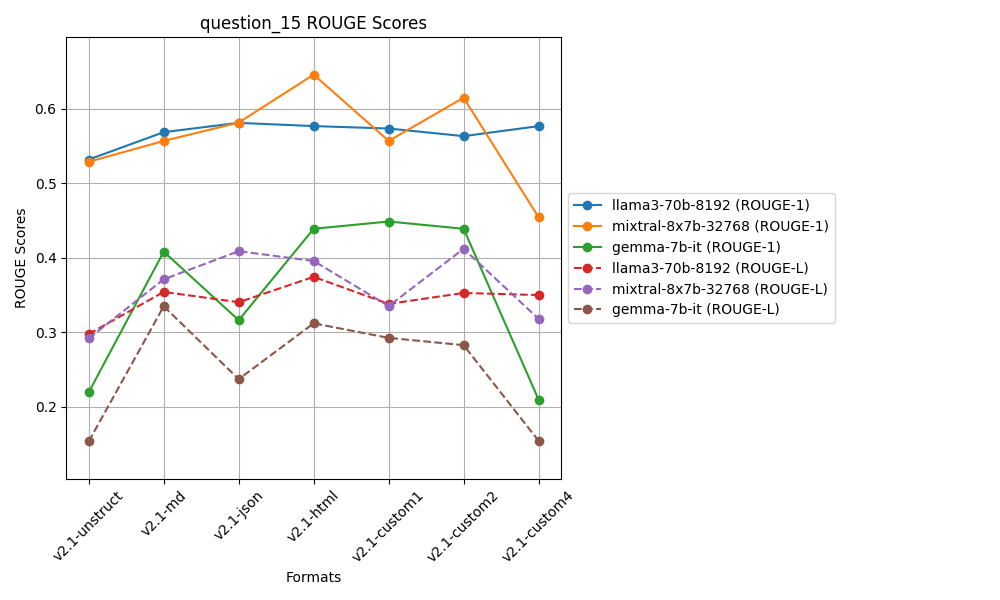 question_15 ROUGE Scores
ROUGE Scores
0.6
0.5
0.4
0.3
0.2
v2.1-unstruct
v2.1-md
v2.1-json
v2.1-html
v2.1-custom1
v2.1-custom2
v2.1-custom4
Formats
llama3-70b-8192 (ROUGE-1)
mixtral-8x7b-32768 (ROUGE-1)
gemma-7b-it (ROUGE-1)
llama3-70b-8192 (ROUGE-L)
mixtral-8x7b-32768 (ROUGE-L)
gemma-7b-it (ROUGE-L)